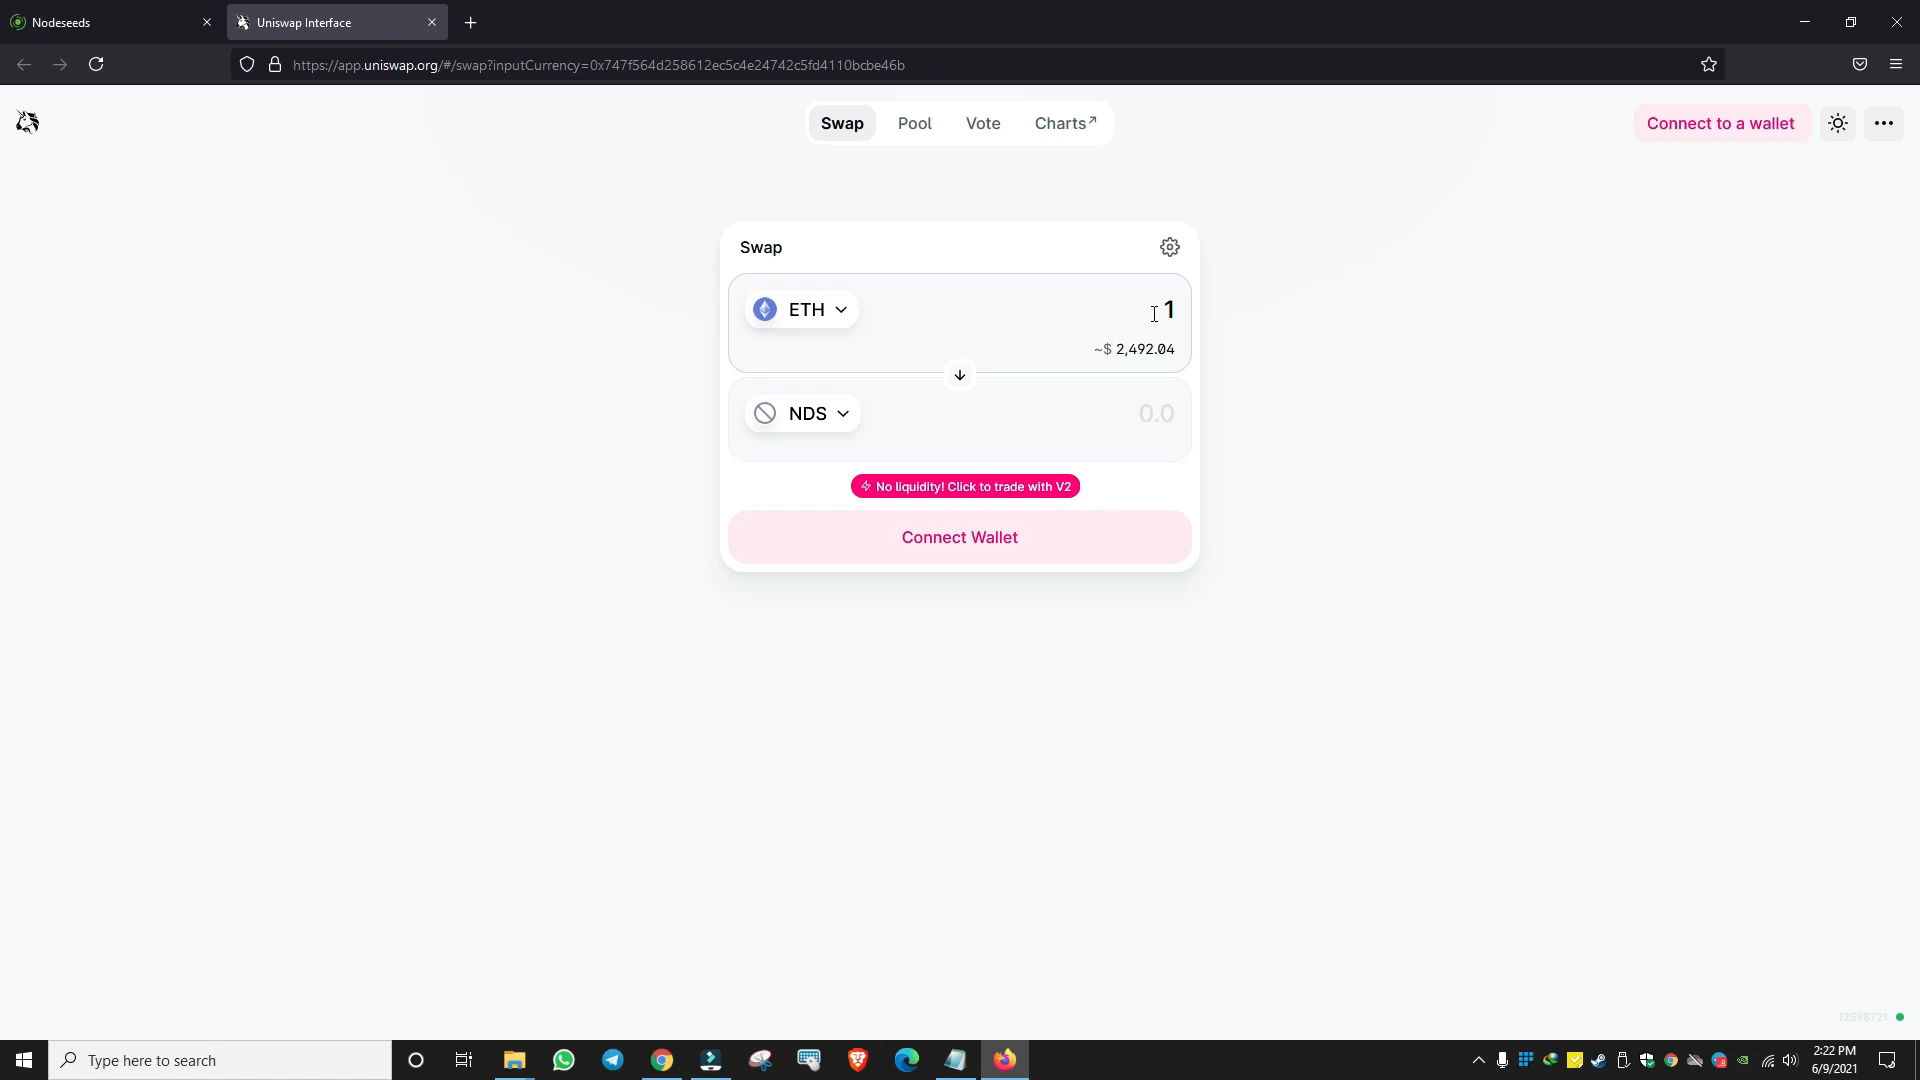 Nodeseeds
Uniswap Interface
https://app.uniswap.org/#/swap?inputCurrency=0x747f564d258612ec5c4e24742c5fd4110bcbe46b
Swap Pool Vote Charts↗
Connect to a wallet
Swap
ETH 1
~$ 2,492.04
NDS 0.0
No liquidity! Click to trade with V2
Connect Wallet
12598721
Type here to search
2:22 PM
6/9/2021